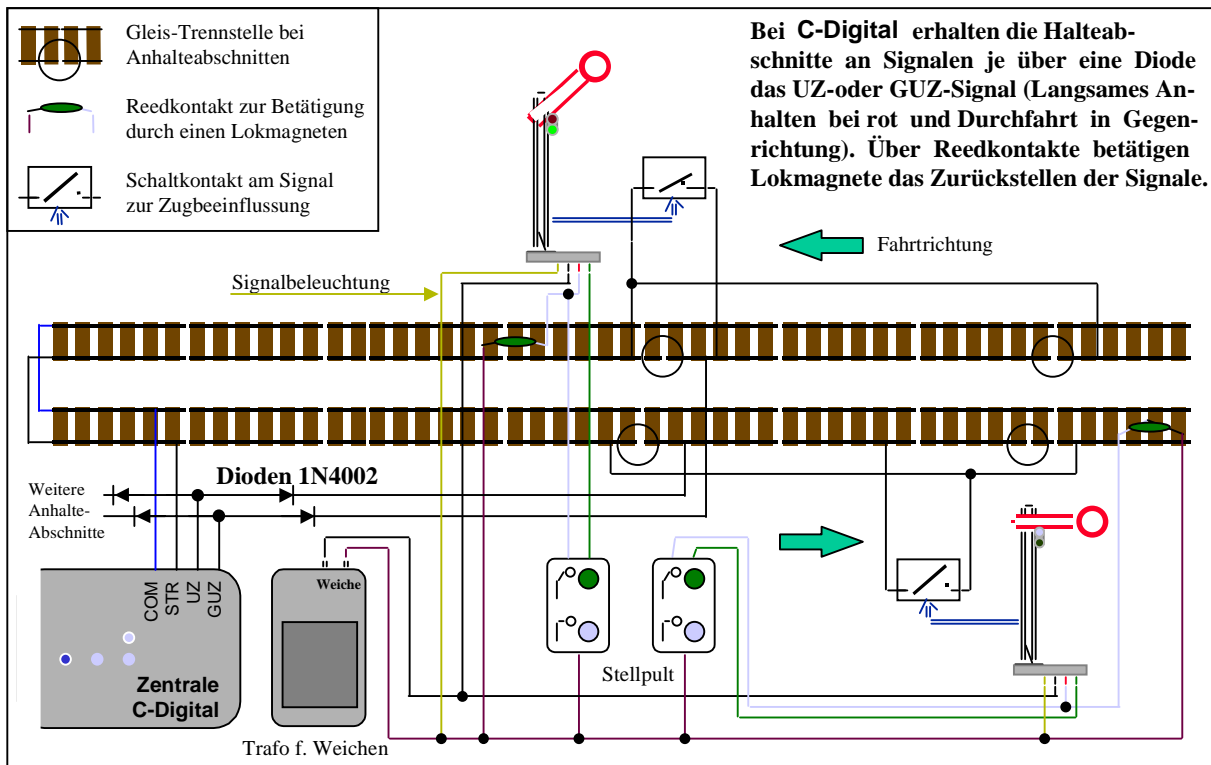 Gleis-Trennstelle bei
Anhalteabschnitten
Reedkontakt zur Betätigung
durch einen Lokmagneten
Schaltkontakt am Signal
zur Zugbeeinflussung
Bei C-Digital erhalten die Halteab-
schnitte an Signalen je über eine Diode
das UZ-oder GUZ-Signal (Langsames An-
halten bei rot und Durchfahrt in Gegen-
richtung). Über Reedkontakte betätigen
Lokmagnete das Zurückstellen der Signale.
Fahrtrichtung
Signalbeleuchtung
Dioden 1N4002
Weitere
Anhalte-
Abschnitte
COM
STR
UZ
GUZ
Weiche
Zentrale
C-Digital
Stellpult
Trafo f. Weichen